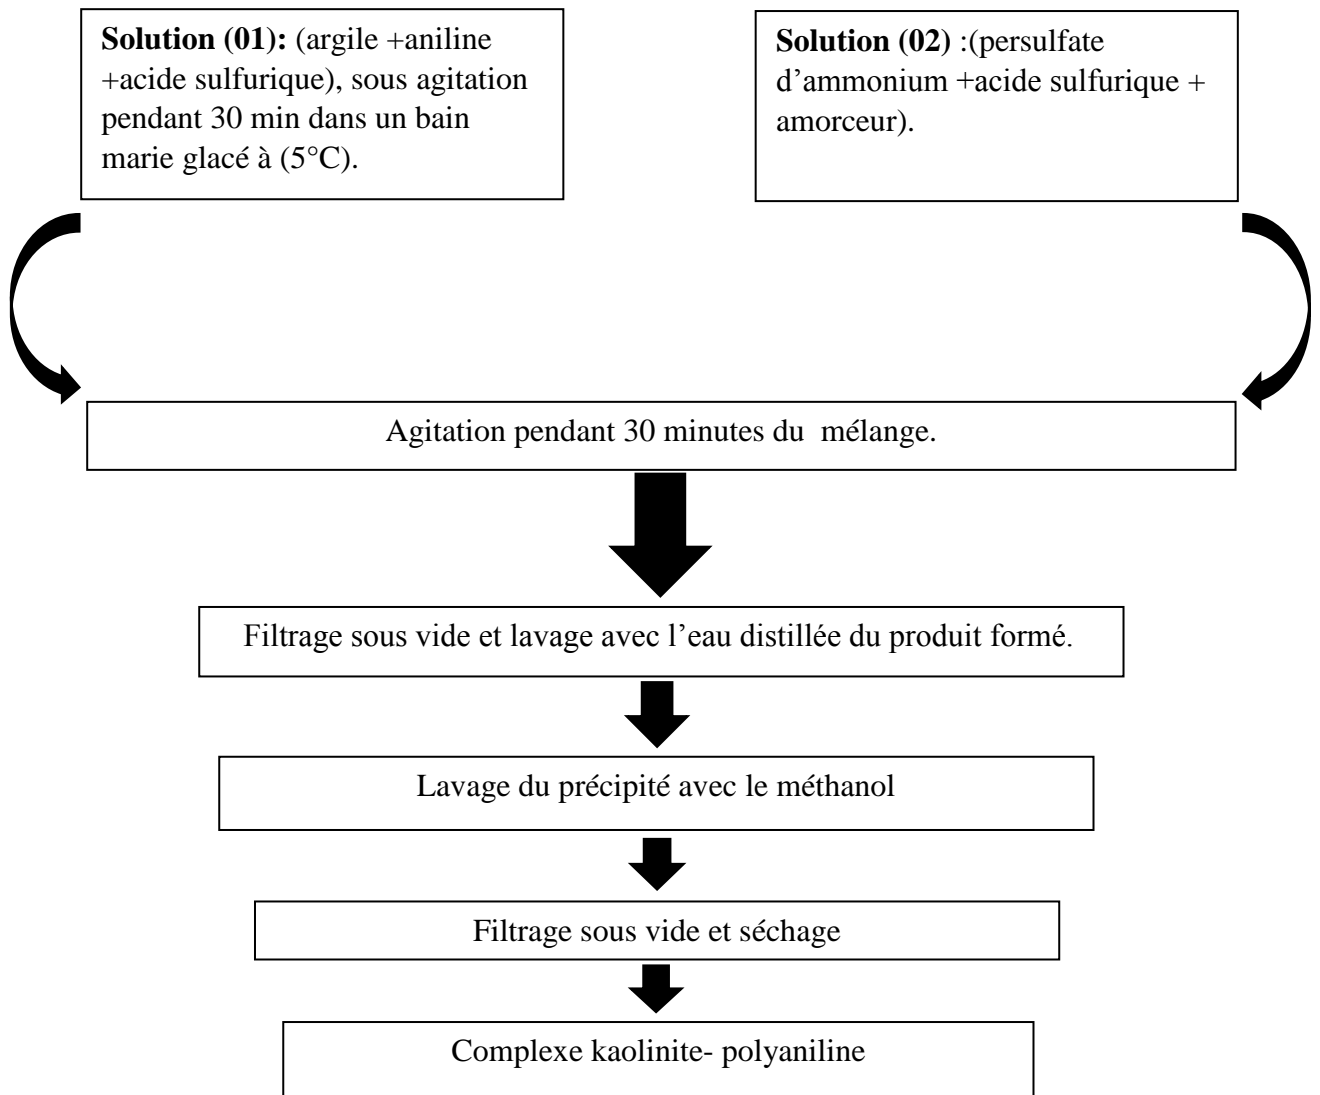 Solution (01): (argile +aniline
+acide sulfurique), sous agitation
pendant 30 min dans un bain
marie glacé à (5°C).
Solution (02) :(persulfate
d’ammonium +acide sulfurique +
amorceur).
Agitation pendant 30 minutes du  mélange.
Filtrage sous vide et lavage avec l’eau distillée du produit formé.
Lavage du précipité avec le méthanol
Filtrage sous vide et séchage
Complexe kaolinite- polyaniline